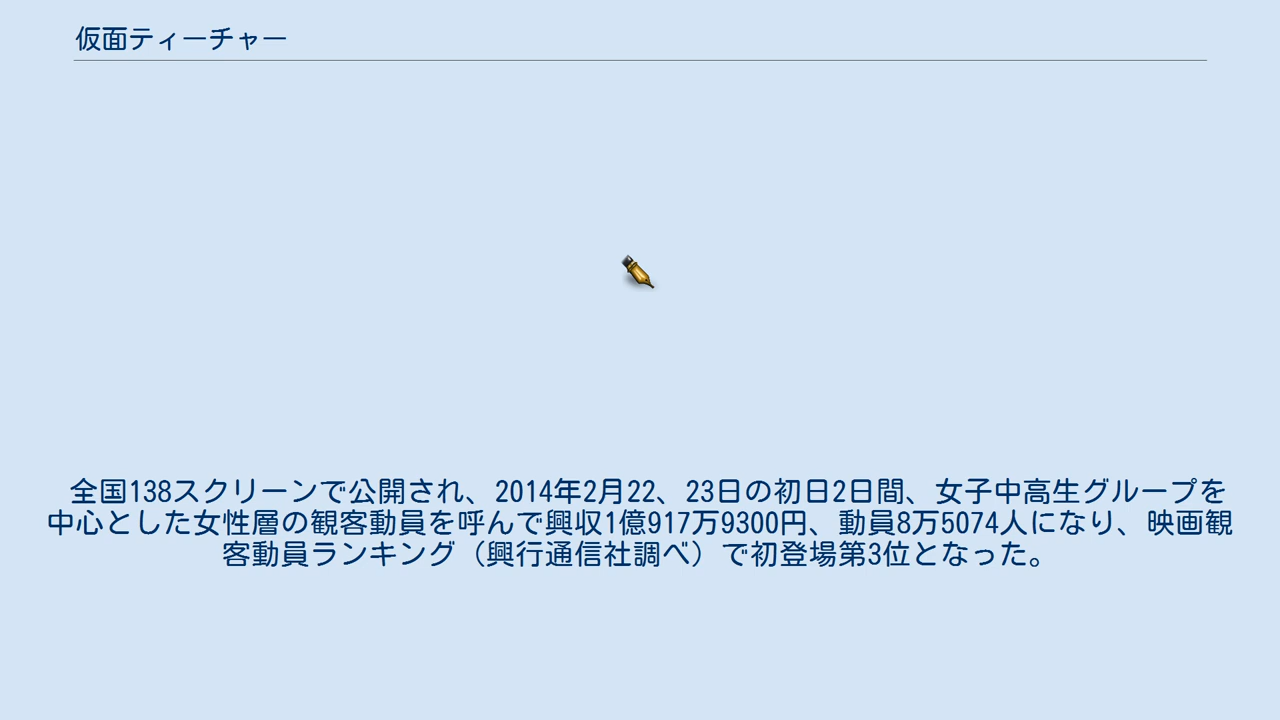 仮面ティーチャー
全国138スクリーンで公開され、2014年2月22、23日の初日2日間、女子中高生グループを
中心とした女性層の観客動員を呼んで興収1億917万9300円、動員8万5074人になり、映画観
客動員ランキング（興行通信社調べ）で初登場第3位となった。